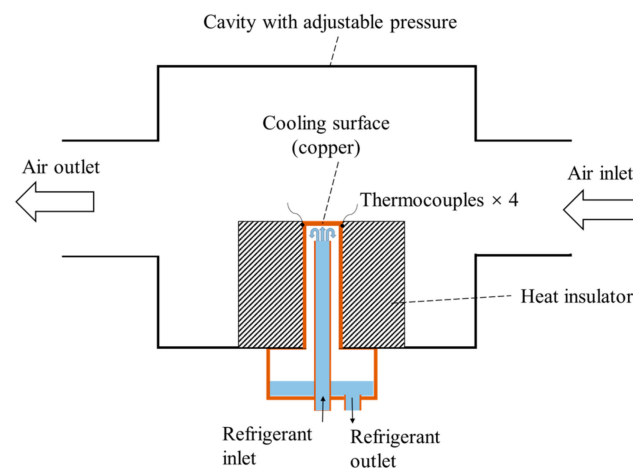 Cavity with adjustable pressure
Cooling surface
(copper)
Air outlet
Air inlet
Thermocouples × 4
Heat insulator
Refrigerant
inlet
Refrigerant
outlet